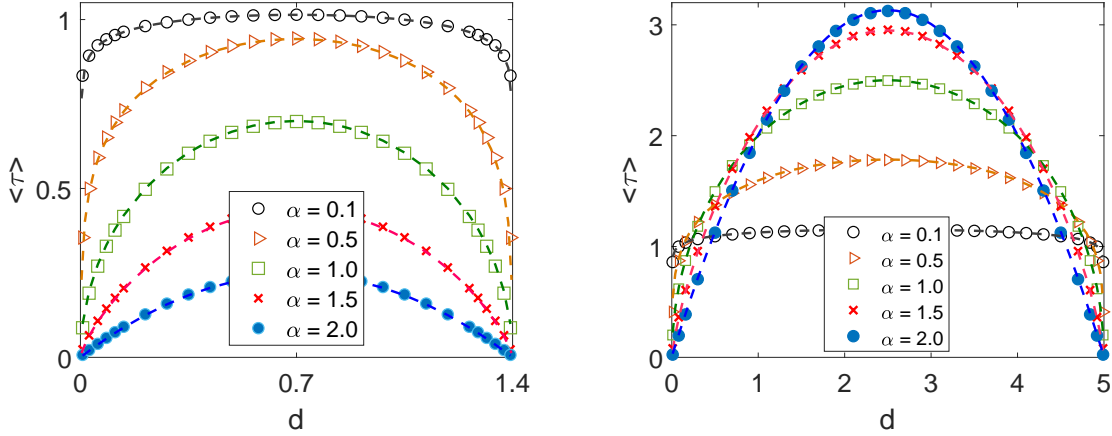 1
0.5
0
<τ>
0
0.7
1.4
d
α = 0.1
α = 0.5
α = 1.0
α = 1.5
α = 2.0
3
2
1
0
<τ>
0
1
2
3
4
5
d
α = 0.1
α = 0.5
α = 1.0
α = 1.5
α = 2.0